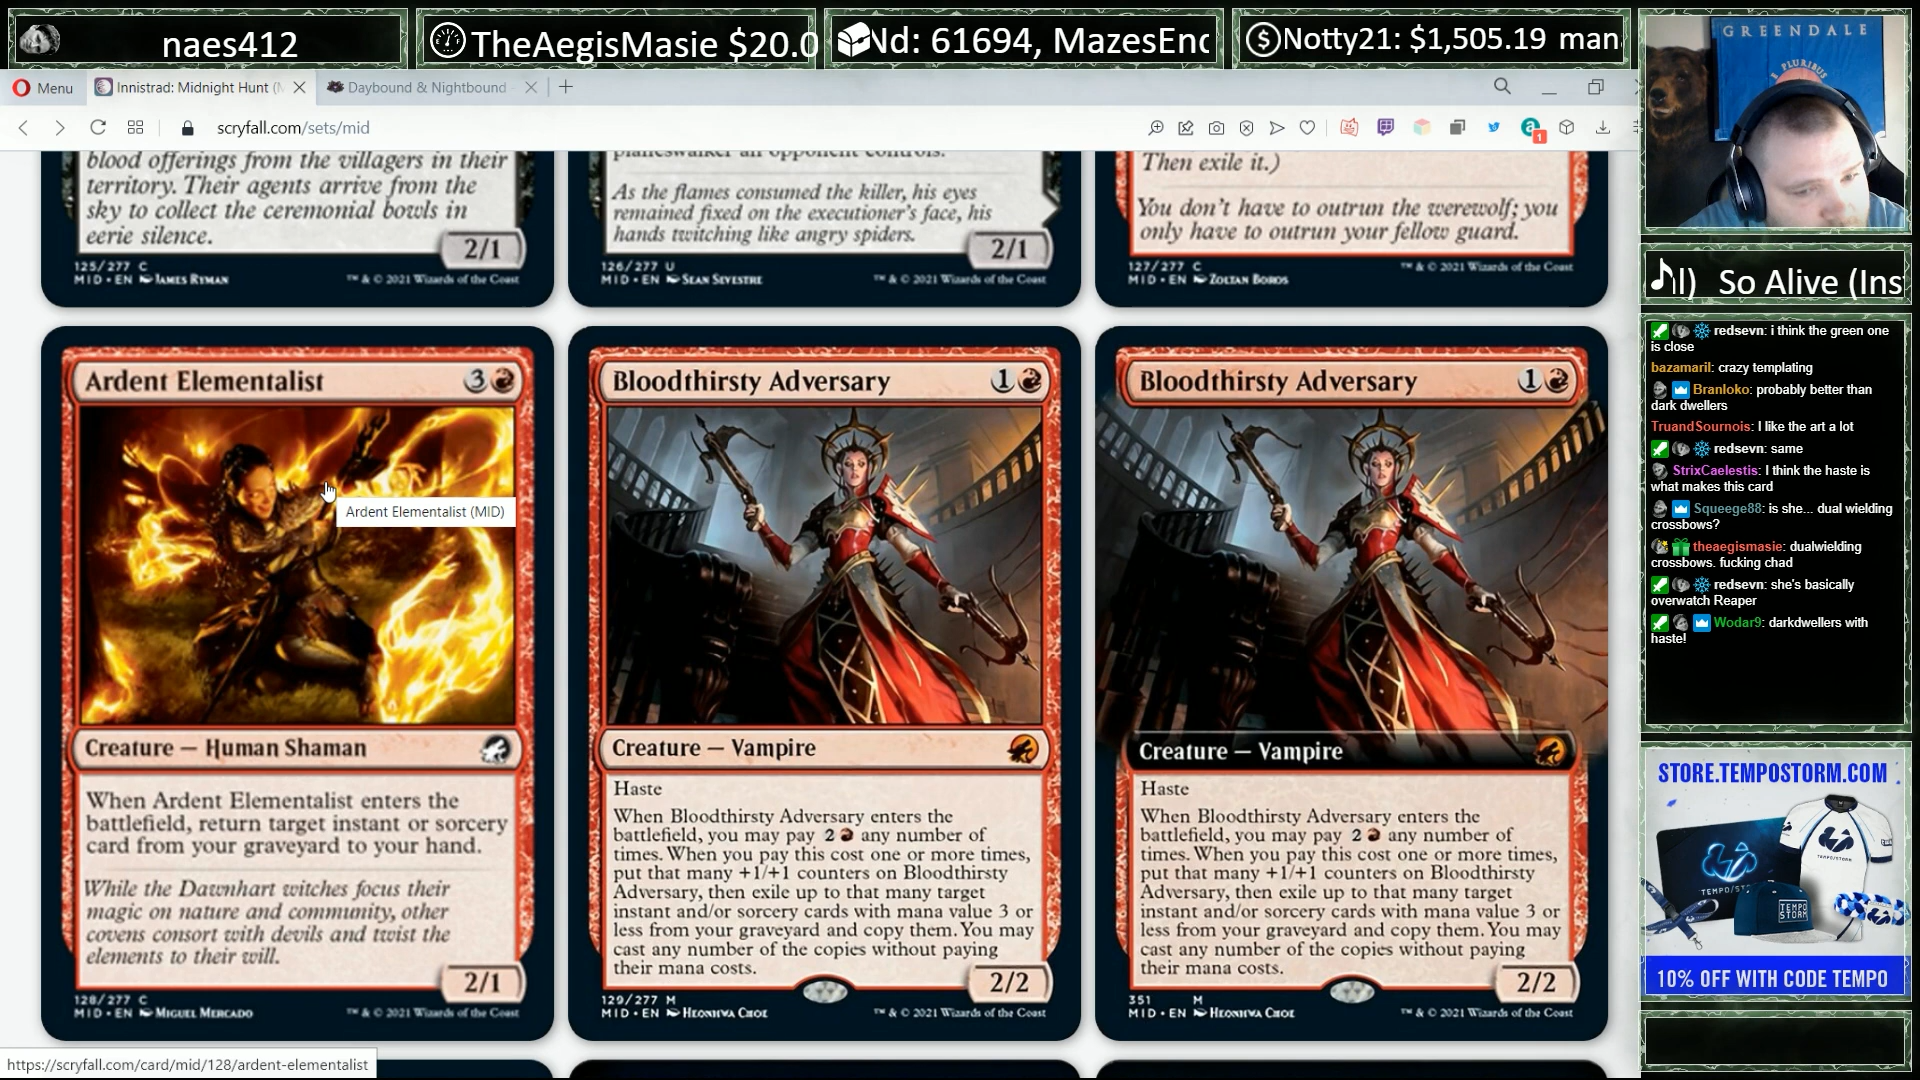 naes412
TheAegisMasie $20.0
Nd: 61694, MazesEnc
Notty21: $1,505.19 man
GREENDALE
E PLURIBUS
Menu
Innistrad: Midnight Hunt (M
Daybound & Nightbound
scryfall.com/sets/mid
1
blood offerings from the villagers in their
territory. Their agents arrive from the
sky to collect the ceremonial bowls in
eerie silence.
2/1
125/277 C
MID • EN JAMES RYMAN
™ & © 2021 Wizards of the Coast
planeswalker an opponent controls.
As the flames consumed the killer, his eyes
remained fixed on the executioner's face, his
hands twitching like angry spiders.
2/1
126/277 U
MID • EN SEAN SEVESTRE
™ & © 2021 Wizards of the Coast
Then exile it.)
You don't have to outrun the werewolf; you
only have to outrun your fellow guard.
127/277 C
MID • EN ZOLTAN BOROS
™ & © 2021 Wizards of the Coast
Ardent Elementalist 3
Ardent Elementalist (MID)
Creature — Human Shaman
When Ardent Elementalist enters the
battlefield, return target instant or sorcery
card from your graveyard to your hand.
While the Dawnhart witches focus their
magic on nature and community, other
covens consort with devils and twist the
elements to their will.
2/1
128/277 C
MID • EN MIGUEL MERCADO
™ & © 2021 Wizards of the Coast
Bloodthirsty Adversary 1
Creature — Vampire
Haste
When Bloodthirsty Adversary enters the
battlefield, you may pay 2 any number of
times. When you pay this cost one or more times,
put that many +1/+1 counters on Bloodthirsty
Adversary, then exile up to that many target
instant and/or sorcery cards with mana value 3 or
less from your graveyard and copy them. You may
cast any number of the copies without paying
their mana costs.
2/2
129/277 M
MID • EN HEONHWA CHOE
™ & © 2021 Wizards of the Coast
Bloodthirsty Adversary 1
Creature — Vampire
Haste
When Bloodthirsty Adversary enters the
battlefield, you may pay 2 any number of
times. When you pay this cost one or more times,
put that many +1/+1 counters on Bloodthirsty
Adversary, then exile up to that many target
instant and/or sorcery cards with mana value 3 or
less from your graveyard and copy them. You may
cast any number of the copies without paying
their mana costs.
2/2
351 M
MID • EN HEONHWA CHOE
™ & © 2021 Wizards of the Coast
https://scryfall.com/card/mid/128/ardent-elementalist
l) So Alive (Ins
redsevn: i think the green one
is close
bazamaril: crazy templating
Branloko: probably better than
dark dwellers
TruandSournois: I like the art a lot
redsevn: same
StrixCaelestis: I think the haste is
what makes this card
Squeege88: is she... dual wielding
crossbows?
theaegismasie: dualwielding
crossbows. fucking chad
redsevn: she's basically
overwatch Reaper
Wodar9: darkdwellers with
haste!
STORE.TEMPOSTORM.COM
TEMPO/STORM
TEMPO/STO
TEMPO
STORM
10% OFF WITH CODE TEMPO